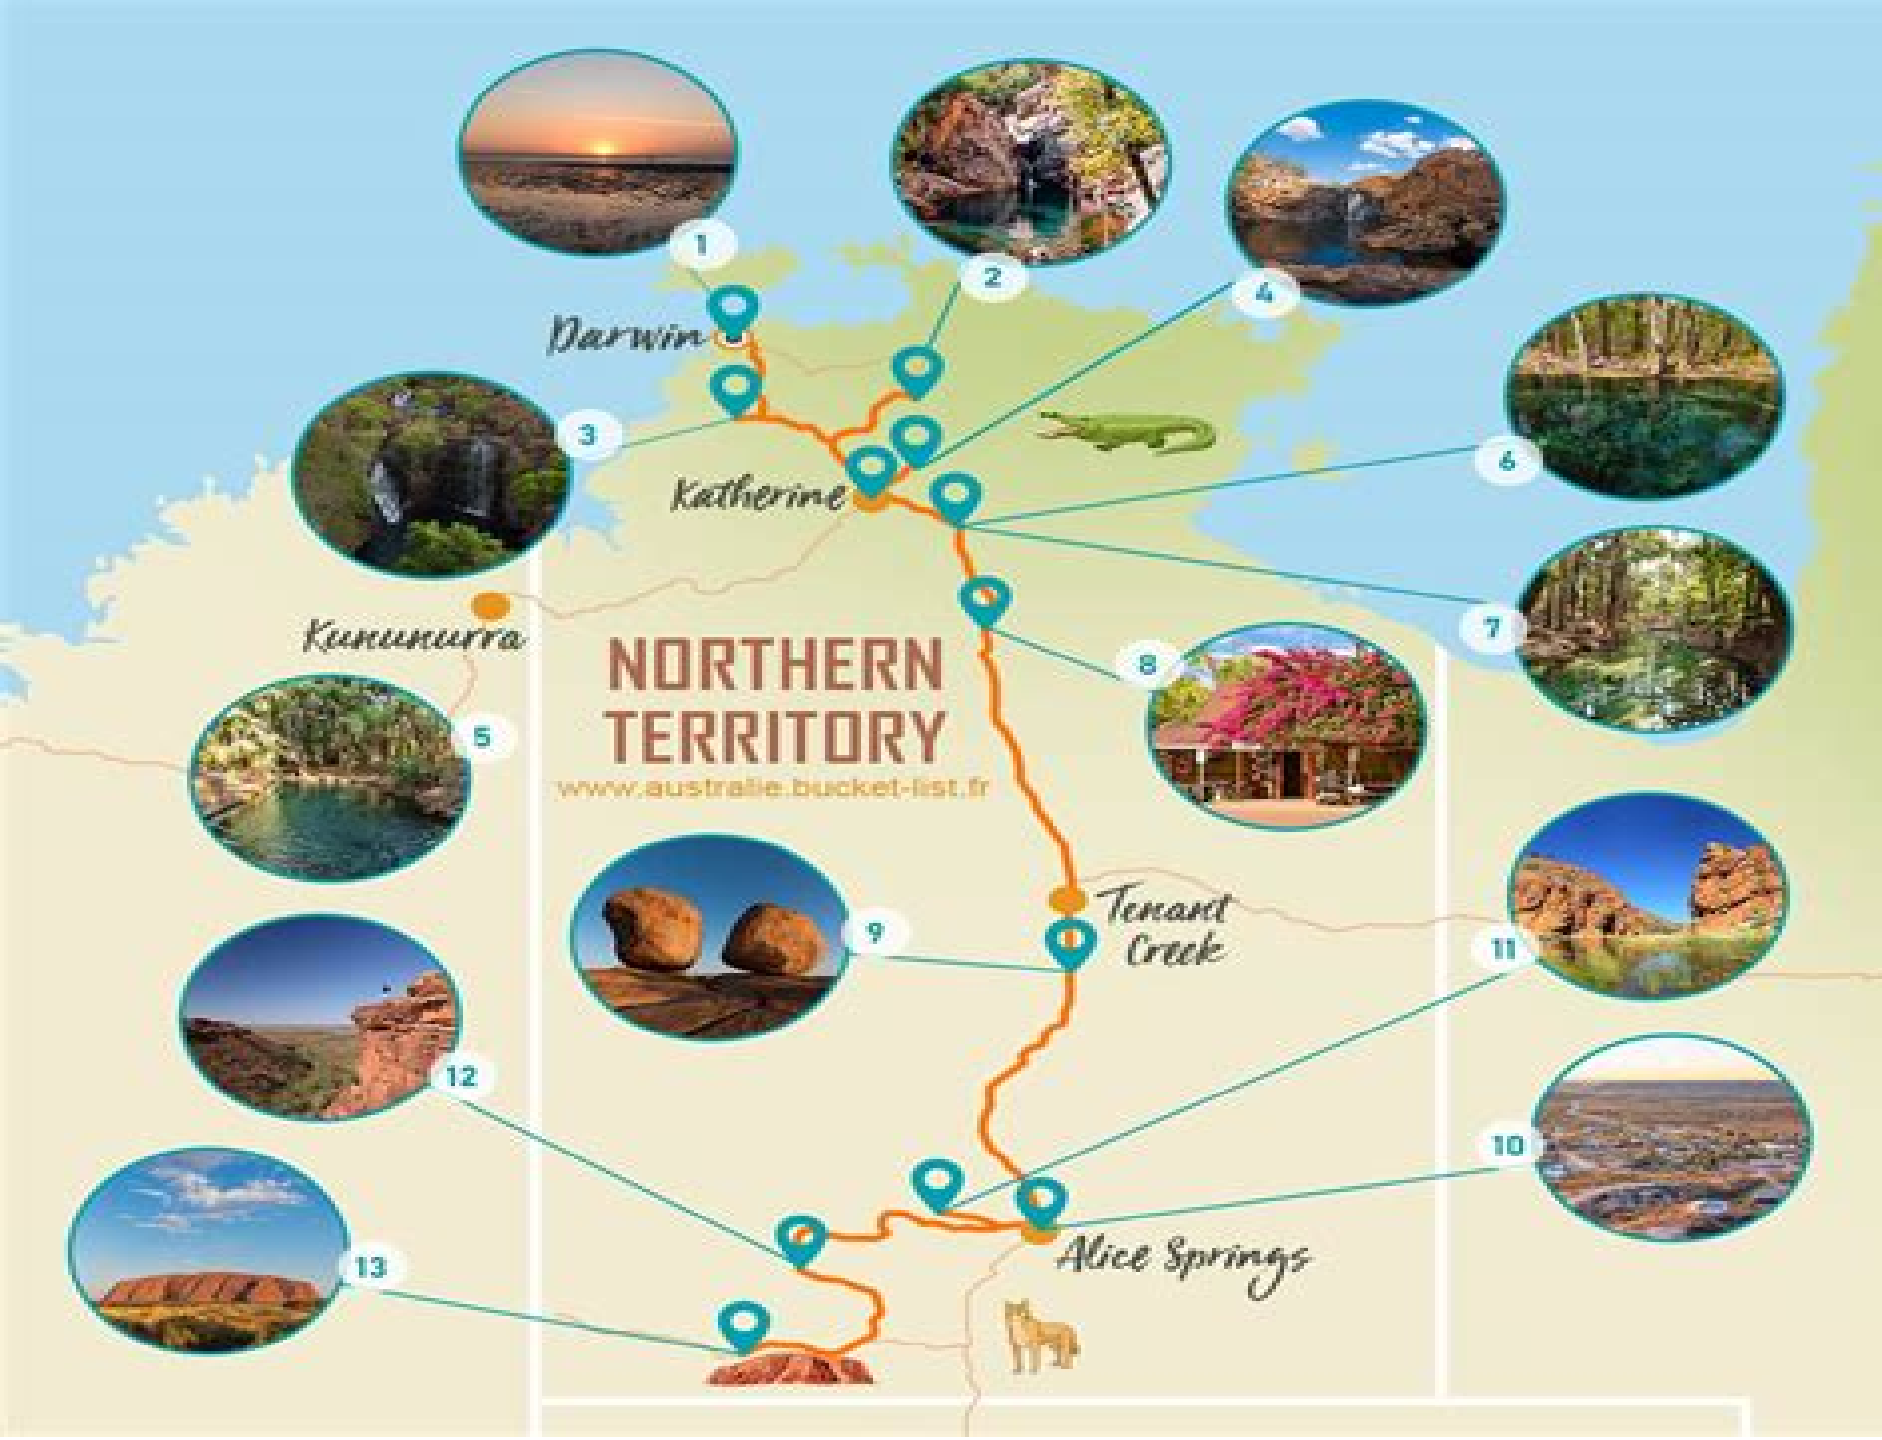 1
2
4
Darwin
3
6
Katherine
7
Kununurra
8
NORTHERN
TERRITORY
www.australie.bucket-list.fr
5
9
Tenant
Creek
11
12
10
Alice Springs
13